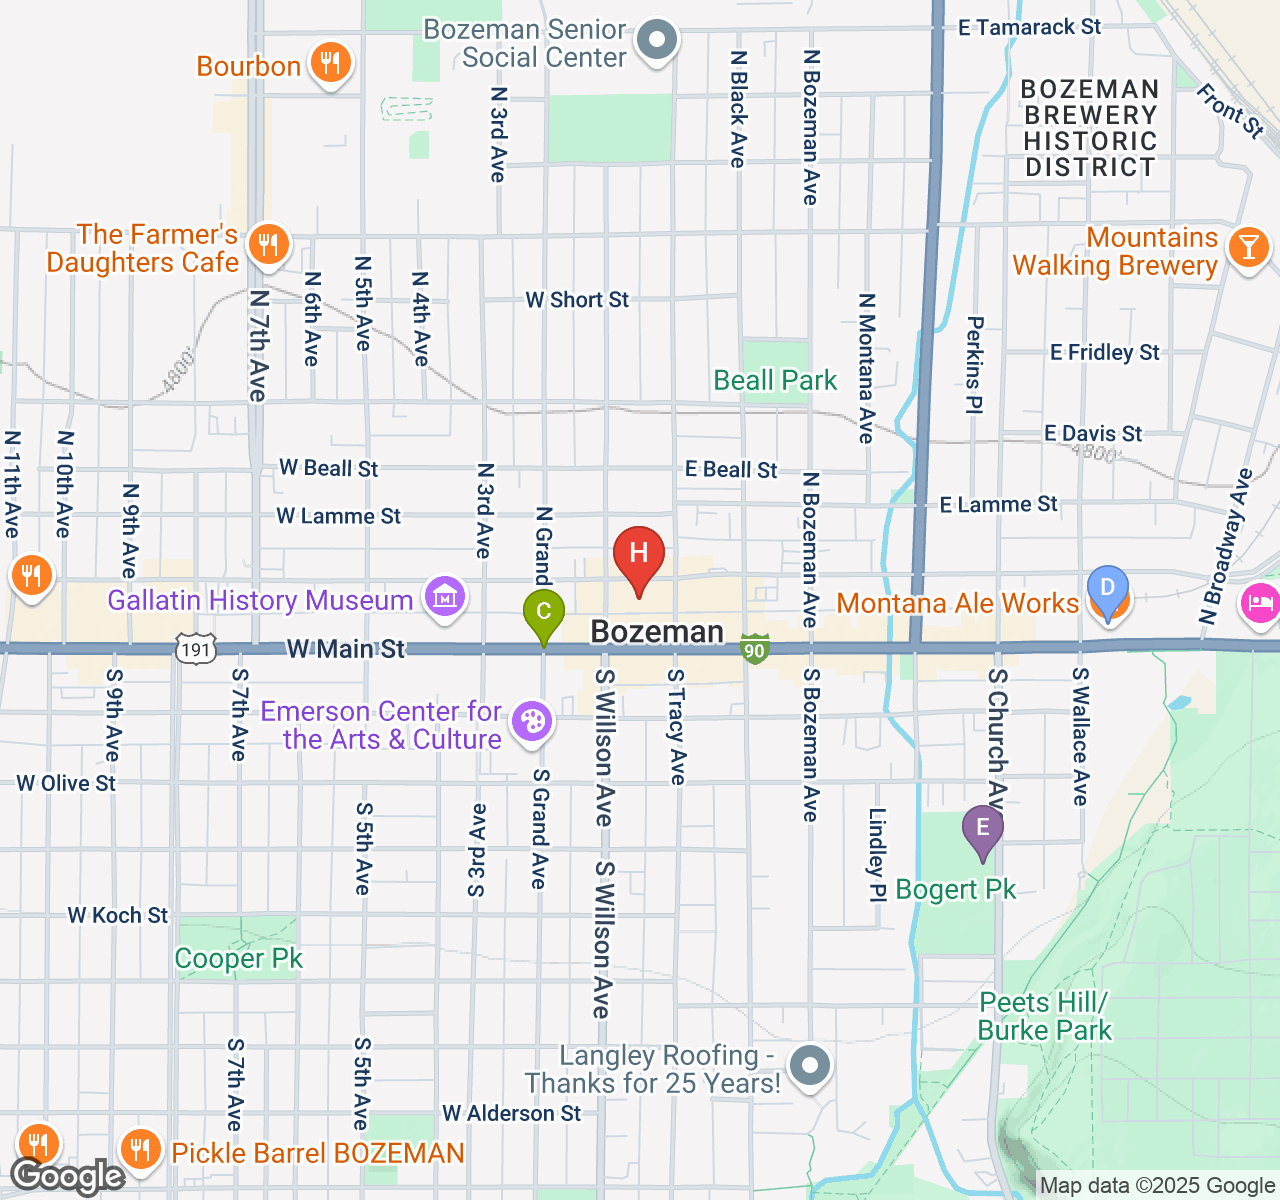 Bozeman Senior
Social Center
E Tamarack St
Bourbon
N 3rd Ave
N Black Ave
N Bozeman Ave
BOZEMAN
BREWERY
HISTORIC
DISTRICT
Front St
The Farmer's
Daughters Cafe
Mountains
Walking Brewery
N 7th Ave
N 6th Ave
N 5th Ave
N 4th Ave
W Short St
N Montana Ave
Perkins Pl
E Fridley St
4800'
Beall Park
E Davis St
4800'
N 11th Ave
N 10th Ave
N 9th Ave
W Beall St
E Beall St
N 3rd Ave
N Bozeman Ave
N Broadway Ave
W Lamme St
E Lamme St
N Grand
H
Gallatin History Museum
C
D
Montana Ale Works
Bozeman
191
W Main St
90
S 9th Ave
S 7th Ave
S Willson Ave
S Tracy Ave
S Bozeman Ave
S Church Ave
S Wallace Ave
Emerson Center for
the Arts & Culture
W Olive St
S 5th Ave
S 3rd Ave
S Grand Ave
Lindley Pl
E
Bogert Pk
S Willson Ave
W Koch St
Cooper Pk
Peets Hill/
Burke Park
S 7th Ave
S 5th Ave
Langley Roofing -
Thanks for 25 Years!
W Alderson St
Pickle Barrel BOZEMAN
Google
Map data ©2025 Google